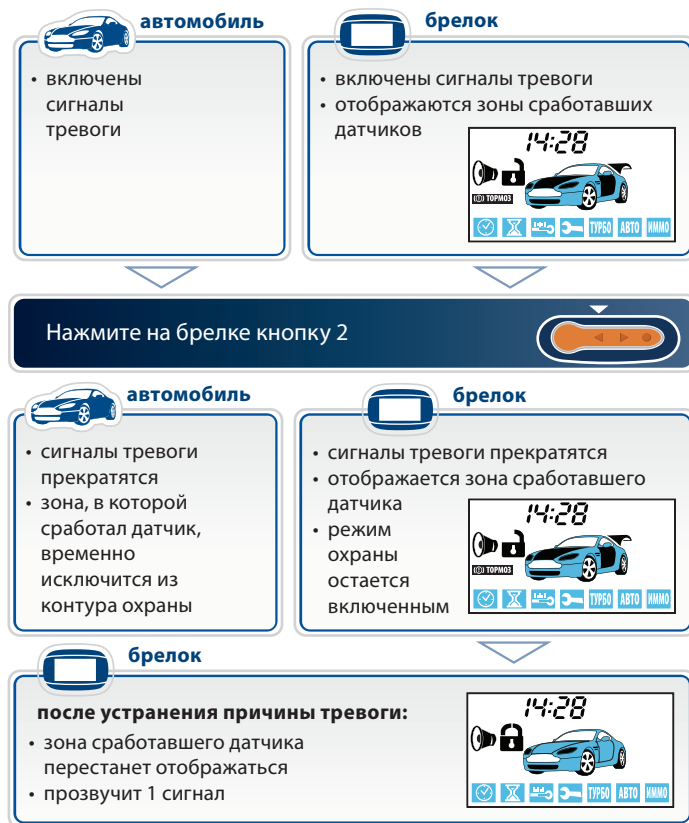 автомобиль
включены
сигналы
тревоги
брелок
включены сигналы тревоги
отображаются зоны сработавших
датчиков
14:28
ТОРМОЗ
ТУРБО АВТО ИММО
Нажмите на брелке кнопку 2
автомобиль
сигналы тревоги
прекратятся
зона, в которой
сработал датчик,
временно
исключится из
контура охраны
брелок
сигналы тревоги прекратятся
отображается зона сработавшего
датчика
режим
охраны
остается
включенным
14:28
ТОРМОЗ
ТУРБО АВТО ИММО
брелок
после устранения причины тревоги:
зона сработавшего датчика
перестанет отображаться
прозвучит 1 сигнал
14:28
ТУРБО АВТО ИММО